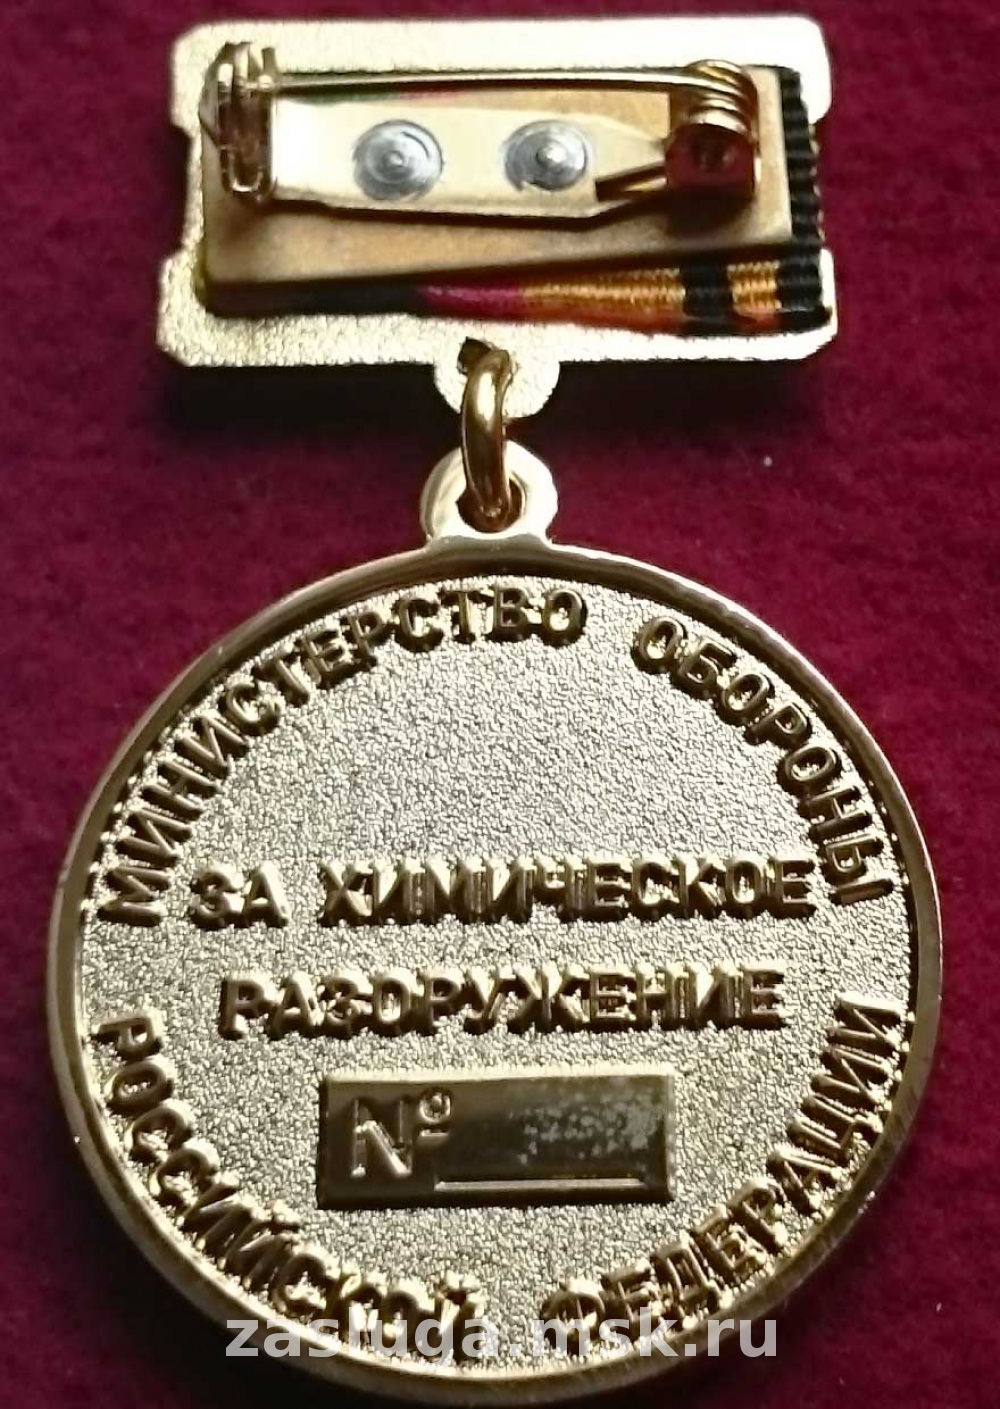 МИНИСТЕРСТВО ОБОРОНЫ
ЗА ХИМИЧЕСКОЕ
РАЗОРУЖЕНИЕ
№
РОССИЙСКОЙ ФЕДЕРАЦИИ
zasluga.msk.ru